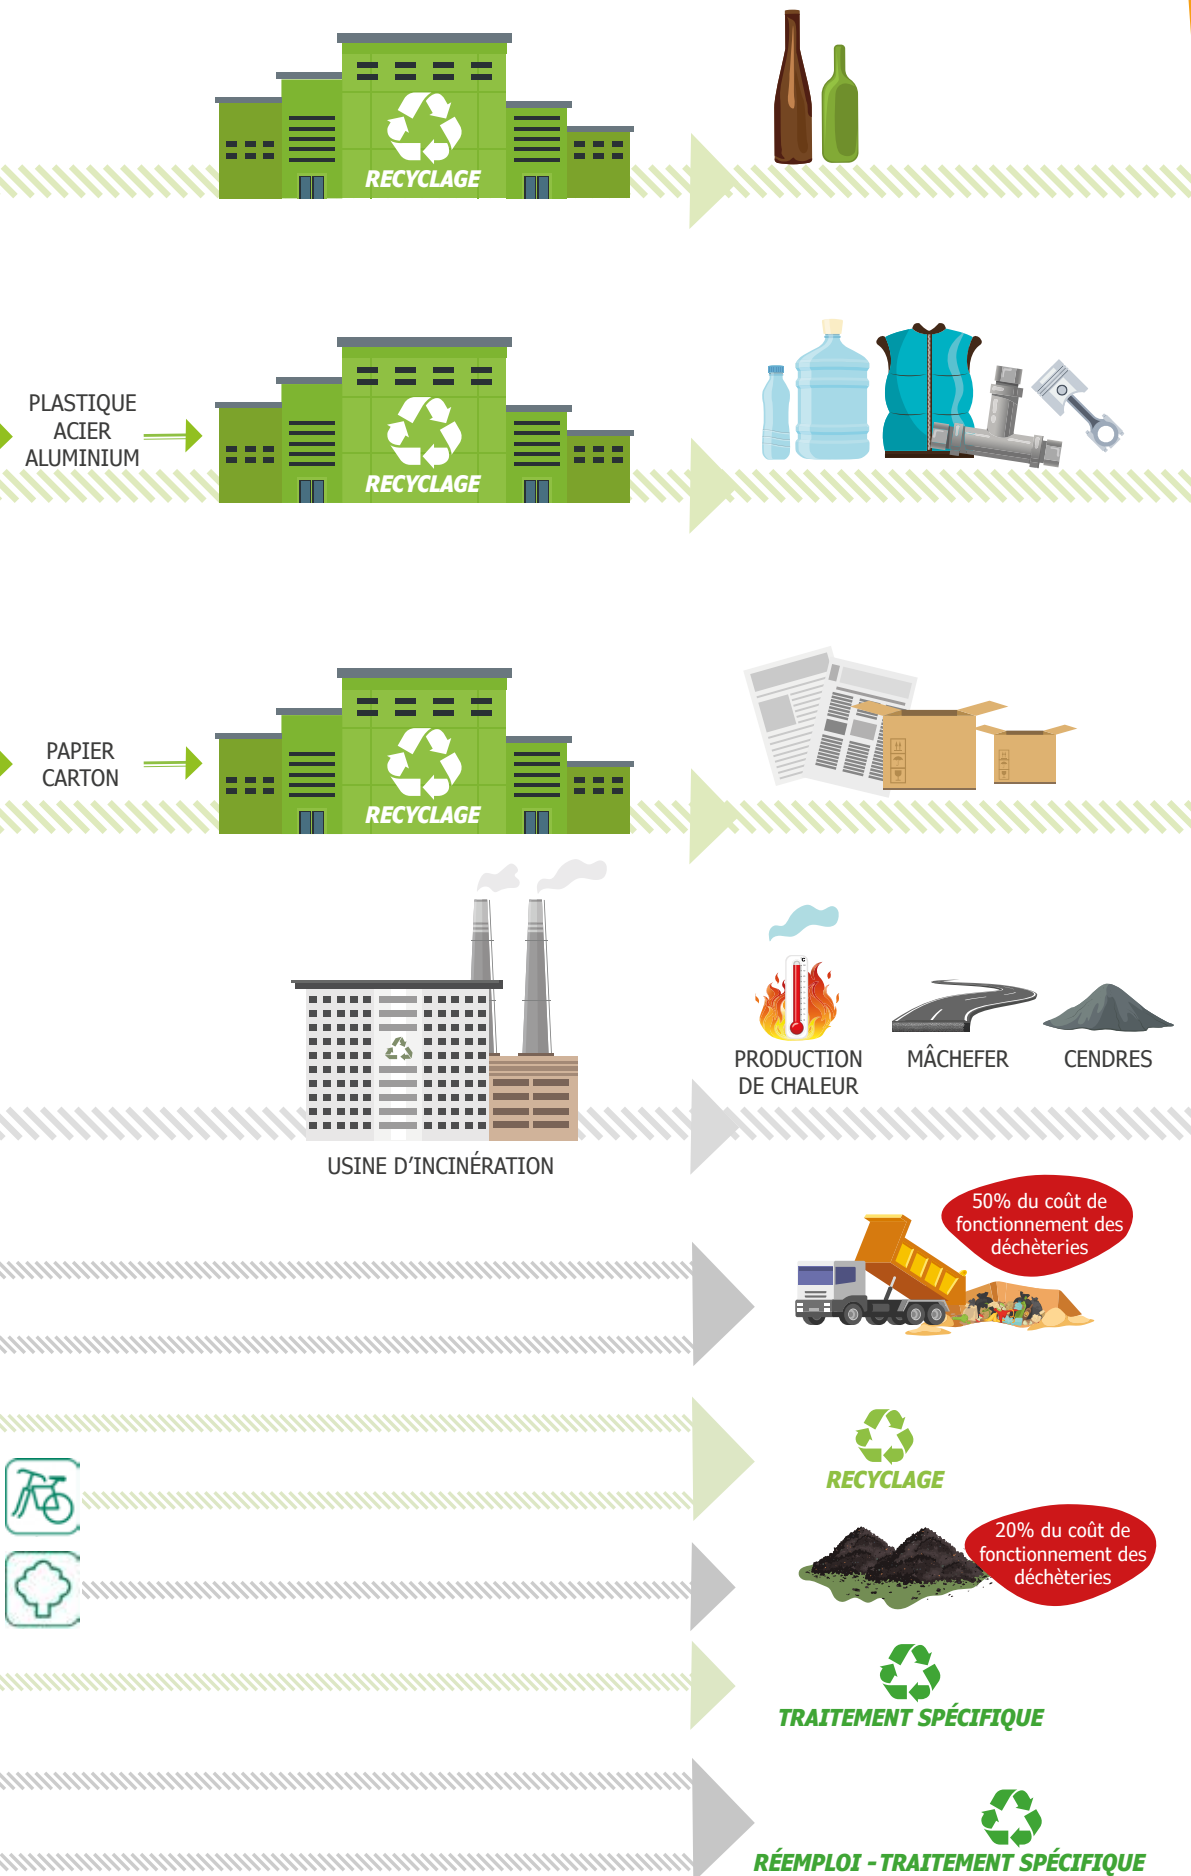 RECYCLAGE
PLASTIQUE
ACIER
ALUMINIUM
RECYCLAGE
PAPIER
CARTON
RECYCLAGE
USINE D'INCINÉRATION
PRODUCTION
DE CHALEUR
MÂCHEFER
CENDRES
50% du coût de
fonctionnement des
déchèteries
RECYCLAGE
20% du coût de
fonctionnement des
déchèteries
TRAITEMENT SPÉCIFIQUE
RÉEMPLOI - TRAITEMENT SPÉCIFIQUE